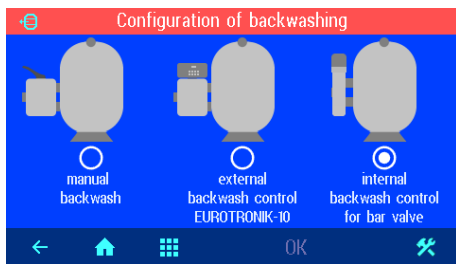 Configuration of backwashing
manual
backwash
external
backwash control
EUROTRONIK-10
internal
backwash control
for bar valve
OK